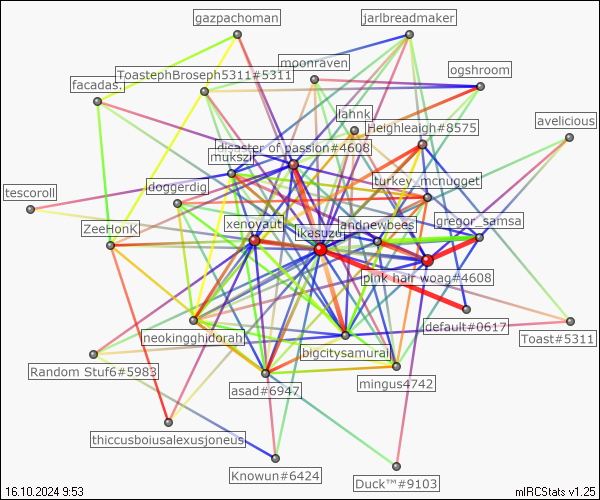 gazpachoman
jarlbreadmaker
moonraven
ogshroom
ToastephBroseph5311#5311
facadas.
lahnk
avelicious
Heighleaigh#8575
disaster of passion#4608
mukszil
turkey_mcnugget
doggerdig
tescoroll
gregor_samsa
xenoyaut
andnewbees
ZeeHonK
ikasuzu
pink hair woag#4608
default#0617
neokingghidorah
Toast#5311
bigcitysamurai
Random Stuf6#5983
mingus4742
asad#6947
thiccusboiusalexusjoneus
Knowun#6424
Duck™#9103
16.10.2024 9:53
mIRCStats v1.25